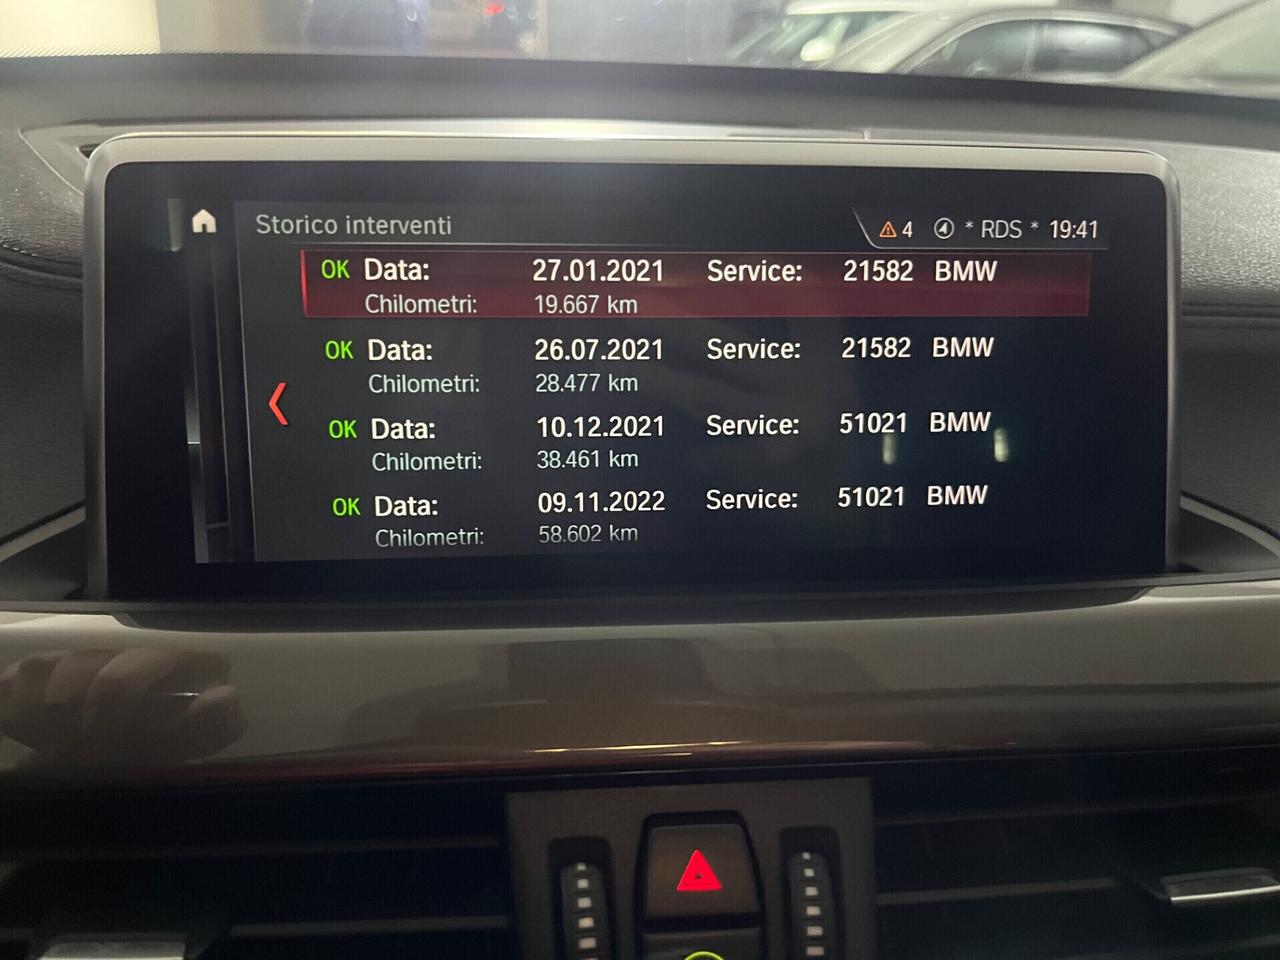 Storico interventi
4 * RDS * 19:41
OK Data: 27.01.2021 Service: 21582 BMW
Chilometri: 19.667 km
OK Data: 26.07.2021 Service: 21582 BMW
Chilometri: 28.477 km
OK Data: 10.12.2021 Service: 51021 BMW
Chilometri: 38.461 km
OK Data: 09.11.2022 Service: 51021 BMW
Chilometri: 58.602 km